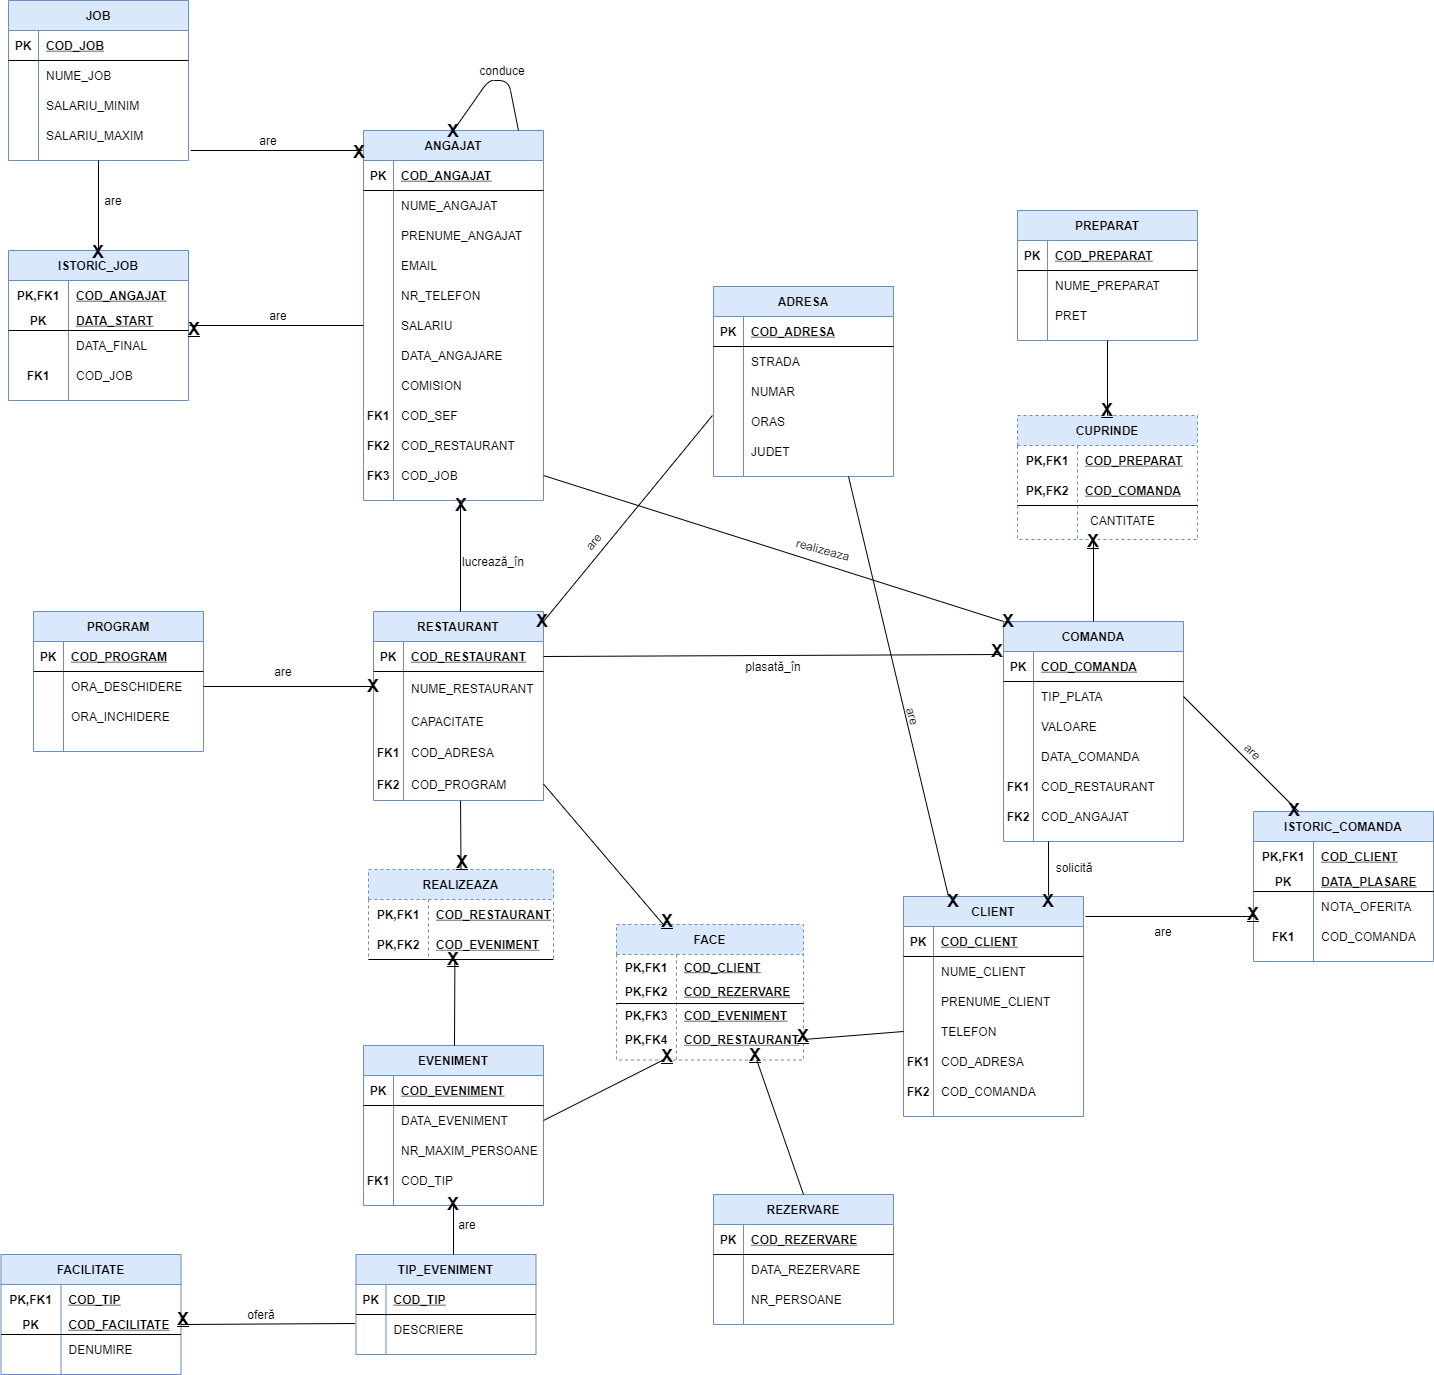 JOB
PK COD_JOB
NUME_JOB
SALARIU_MINIM
SALARIU_MAXIM
are
are
conduce
X
X
X
ANGAJAT
PK COD_ANGAJAT
NUME_ANGAJAT
PRENUME_ANGAJAT
EMAIL
NR_TELEFON
SALARIU
DATA_ANGAJARE
COMISION
FK1 COD_SEF
FK2 COD_RESTAURANT
FK3 COD_JOB
X
ISTORIC_JOB
PK,FK1 COD_ANGAJAT
PK DATA_START
DATA_FINAL
FK1 COD_JOB
X
are
ADRESA
PK COD_ADRESA
STRADA
NUMAR
ORAS
JUDET
PREPARAT
PK COD_PREPARAT
NUME_PREPARAT
PRET
X
CUPRINDE
PK,FK1 COD_PREPARAT
PK,FK2 COD_COMANDA
CANTITATE
X
lucrează_în
are
realizeaza
PROGRAM
PK COD_PROGRAM
ORA_DESCHIDERE
ORA_INCHIDERE
are
X
X
RESTAURANT
PK COD_RESTAURANT
NUME_RESTAURANT
CAPACITATE
FK1 COD_ADRESA
FK2 COD_PROGRAM
plasată_în
are
X
X
COMANDA
PK COD_COMANDA
TIP_PLATA
VALOARE
DATA_COMANDA
FK1 COD_RESTAURANT
FK2 COD_ANGAJAT
are
solicită
X
ISTORIC_COMANDA
PK,FK1 COD_CLIENT
PK DATA_PLASARE
NOTA_OFERITA
FK1 COD_COMANDA
X
are
X
REALIZEAZA
PK,FK1 COD_RESTAURANT
PK,FK2 COD_EVENIMENT
X
X
FACE
PK,FK1 COD_CLIENT
PK,FK2 COD_REZERVARE
PK,FK3 COD_EVENIMENT
PK,FK4 COD_RESTAURANT
X
X
X
X
X
CLIENT
PK COD_CLIENT
NUME_CLIENT
PRENUME_CLIENT
TELEFON
FK1 COD_ADRESA
FK2 COD_COMANDA
EVENIMENT
PK COD_EVENIMENT
DATA_EVENIMENT
NR_MAXIM_PERSOANE
FK1 COD_TIP
X
are
REZERVARE
PK COD_REZERVARE
DATA_REZERVARE
NR_PERSOANE
FACILITATE
PK,FK1 COD_TIP
PK COD_FACILITATE
DENUMIRE
X
oferă
TIP_EVENIMENT
PK COD_TIP
DESCRIERE